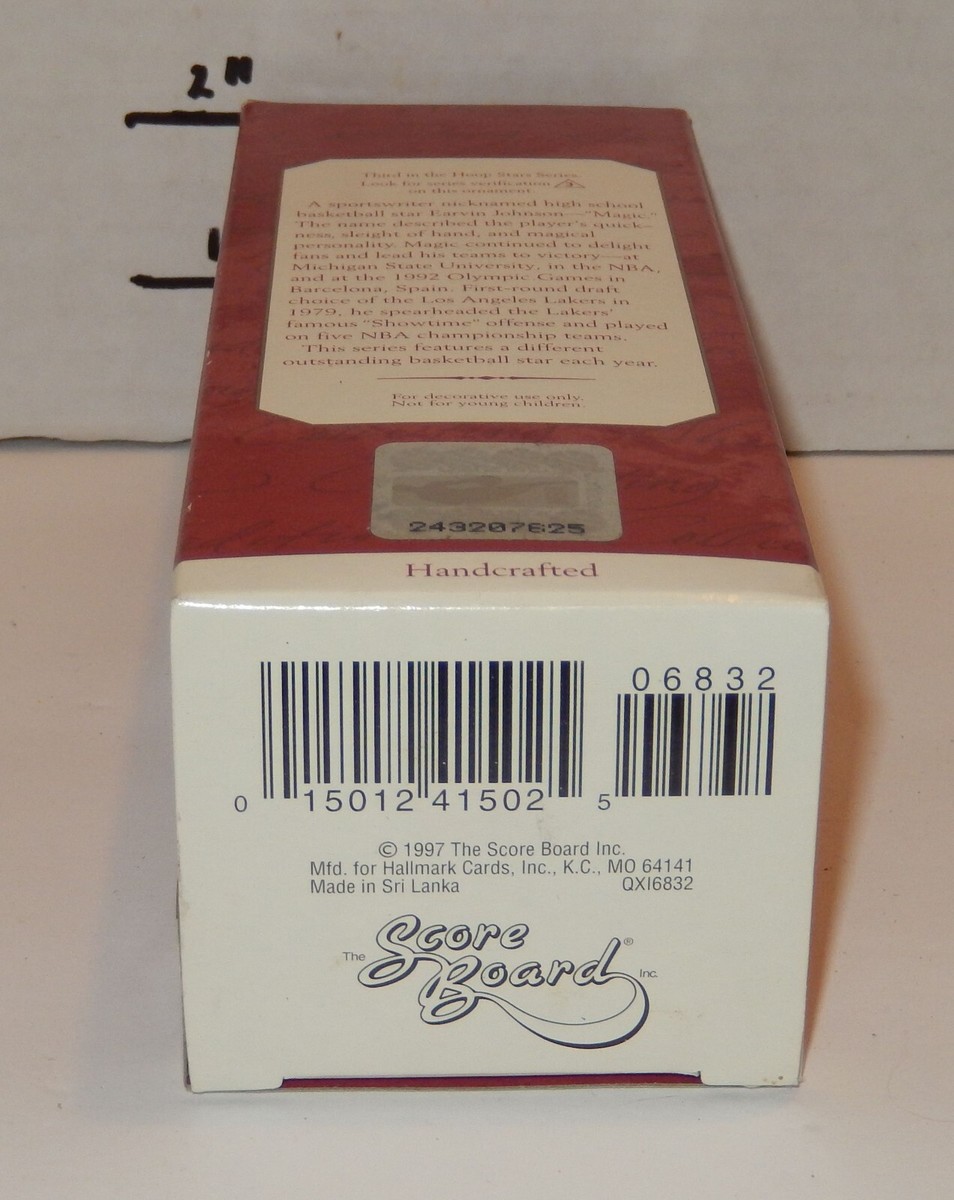 2"
Third in the Hoop Stars Series.
Look for series verification 3
on this ornament.
A sportswriter nicknamed high school
basketball star Earvin Johnson—"Magic."
The name described the player's quick-
ness, sleight of hand, and magical
personality. Magic continued to delight
fans and lead his teams to victory—at
Michigan State University, in the NBA,
and at the 1992 Olympic Games in
Barcelona, Spain. First-round draft
choice of the Los Angeles Lakers in
1979, he spearheaded the Lakers'
famous "Showtime" offense and played
on five NBA championship teams.
This series features a different
outstanding basketball star each year.
For decorative use only.
Not for young children.
243207625
Handcrafted
06832
0 15012 41502 5
© 1997 The Score Board Inc.
Mfd. for Hallmark Cards, Inc., K.C., MO 64141
Made in Sri Lanka QXI6832
The Score Board® Inc.